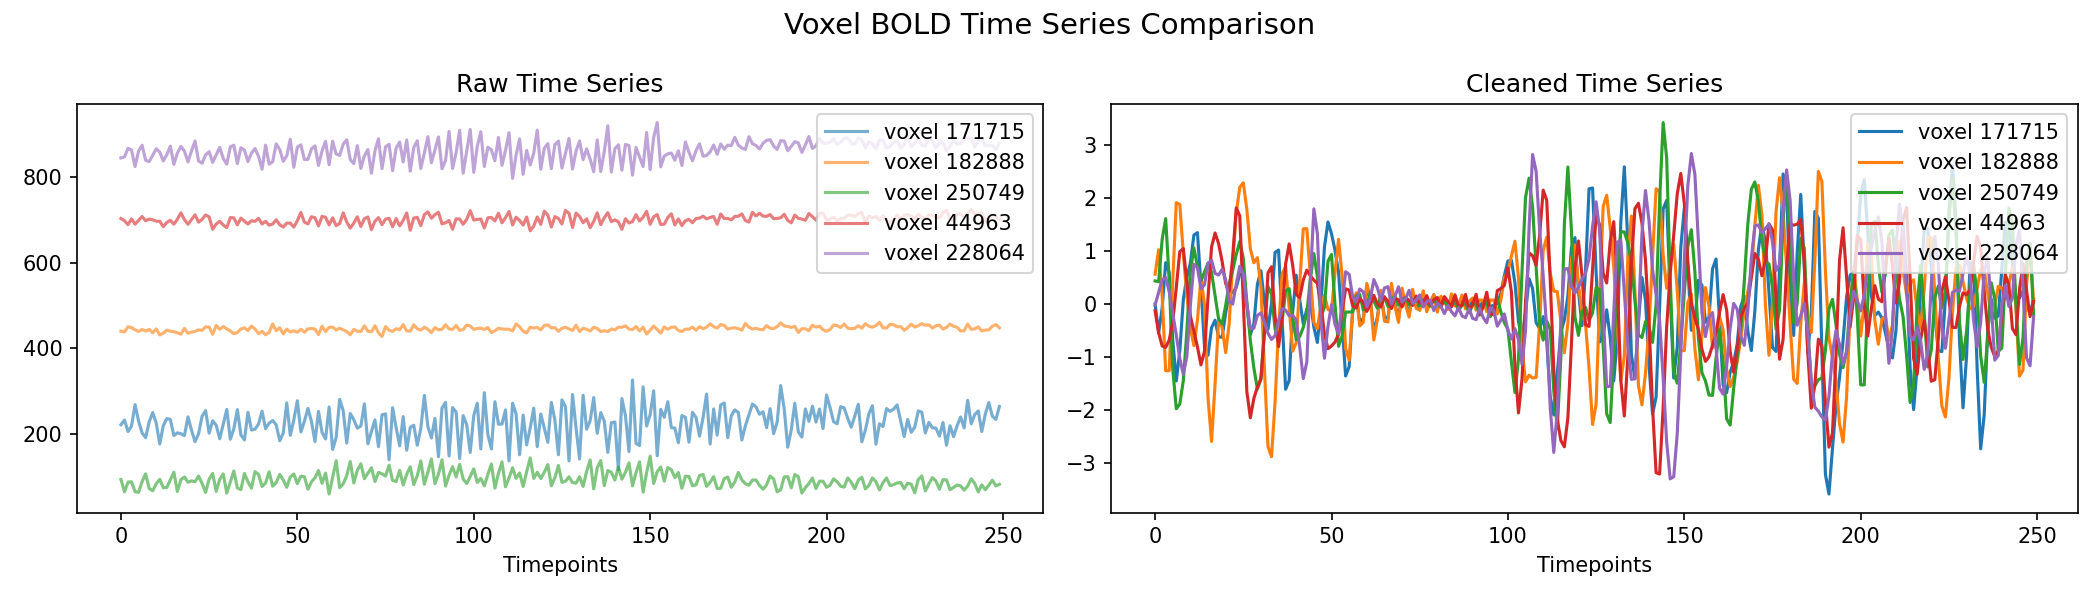 Voxel BOLD Time Series Comparison
Raw Time Series
800
600
400
200
0
50
100
150
200
250
Timepoints
voxel 171715
voxel 182888
voxel 250749
voxel 44963
voxel 228064
Cleaned Time Series
3
2
1
0
−1
−2
−3
0
50
100
150
200
250
Timepoints
voxel 171715
voxel 182888
voxel 250749
voxel 44963
voxel 228064